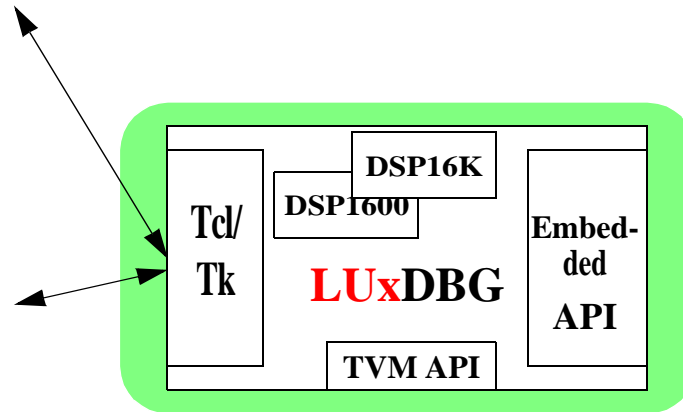 DSP16K
DSP1600
Tcl/
Tk
Embed-
ded
API
LUxDBG
TVM API